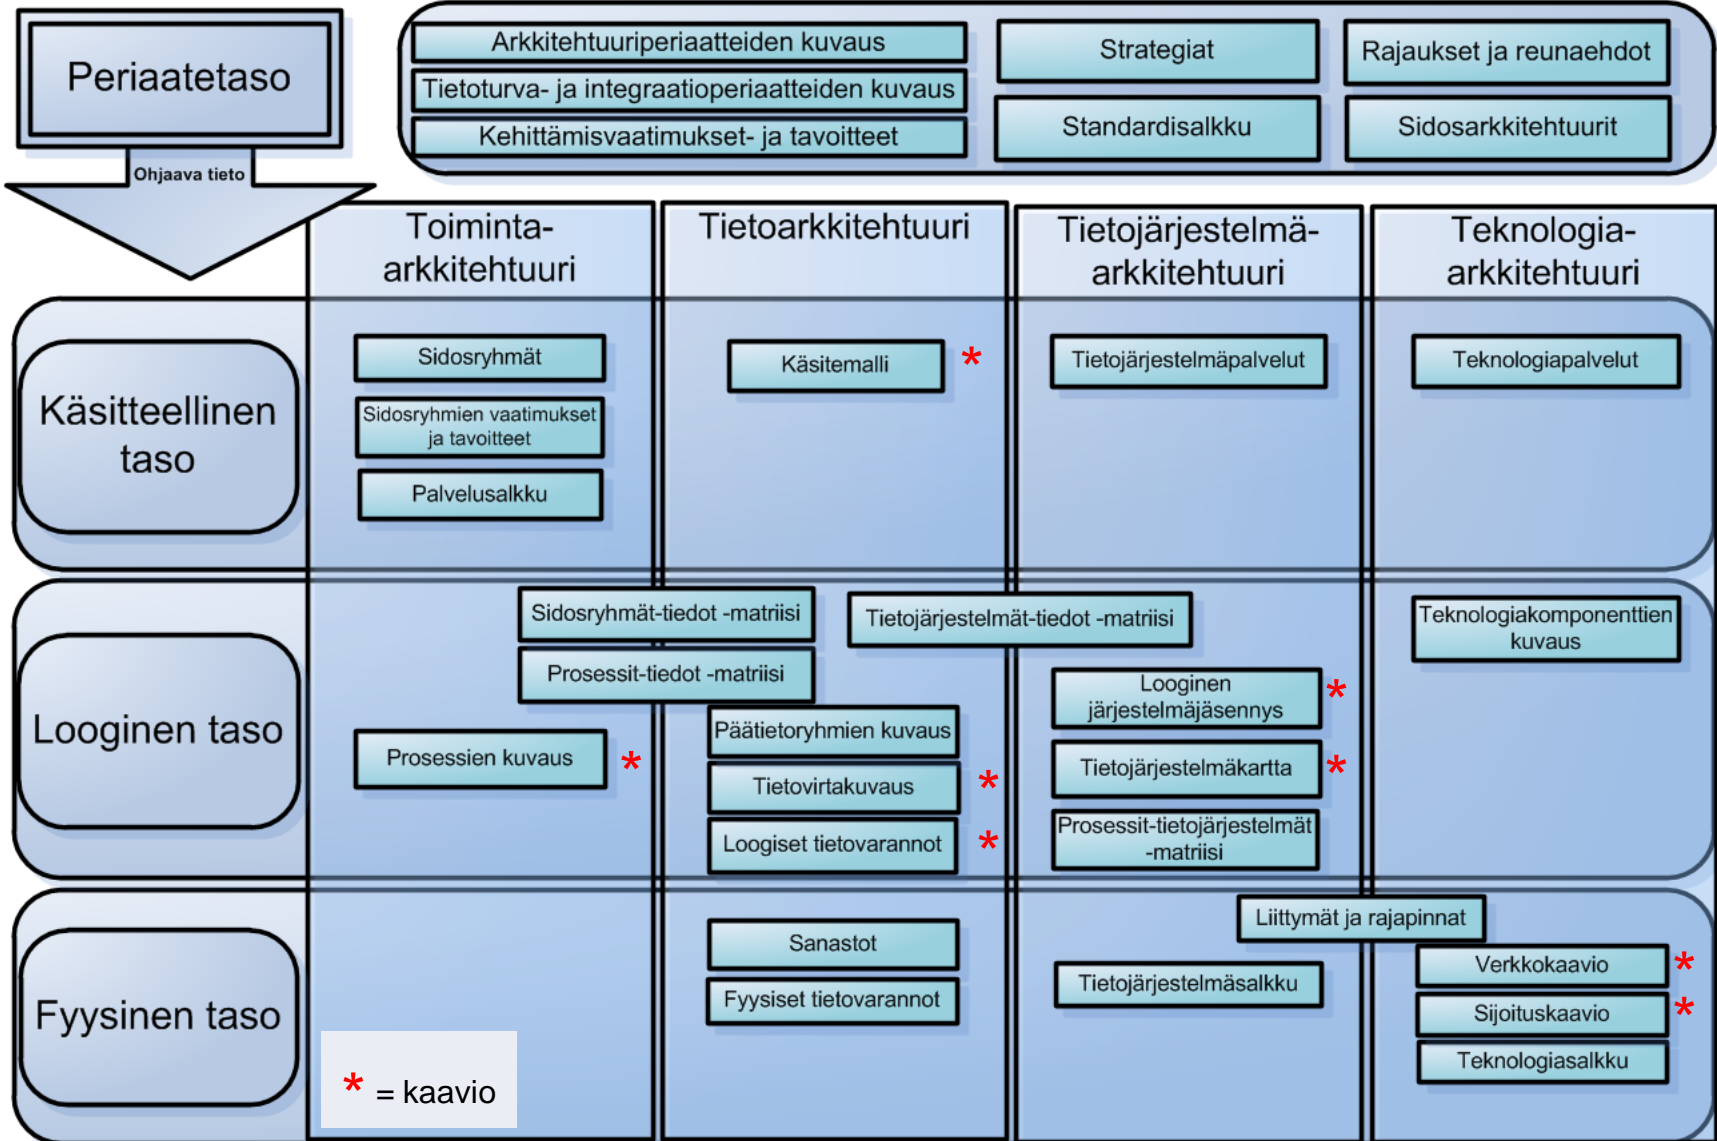 Periaatetaso
Ohjaava tieto
Arkkitehtuuriperiaatteiden kuvaus
Tietoturva- ja integraatioperiaatteiden kuvaus
Kehittämisvaatimukset- ja tavoitteet
Strategiat
Standardisalkku
Rajaukset ja reunaehdot
Sidosarkkitehtuurit
Toiminta-
arkkitehtuuri
Tietoarkkitehtuuri
Tietojärjestelmä-
arkkitehtuuri
Teknologia-
arkkitehtuuri
Käsitteellinen
taso
Sidosryhmät
Sidosryhmien vaatimukset
ja tavoitteet
Palvelusalkku
Käsitemalli *
Tietojärjestelmäpalvelut
Teknologiapalvelut
Looginen taso
Sidosryhmät-tiedot -matriisi
Prosessit-tiedot -matriisi
Tietojärjestelmät-tiedot -matriisi
Prosessien kuvaus *
Päätietoryhmien kuvaus
Tietovirtakuvaus *
Loogiset tietovarannot *
Looginen
järjestelmäjäsennys *
Tietojärjestelmäkartta *
Prosessit-tietojärjestelmät
-matriisi
Teknologiakomponenttien
kuvaus
Fyysinen taso
Sanastot
Fyysiset tietovarannot
Liittymät ja rajapinnat
Tietojärjestelmäsalkku
Verkkokaavio *
Sijoituskaavio *
Teknologiasalkku
* = kaavio